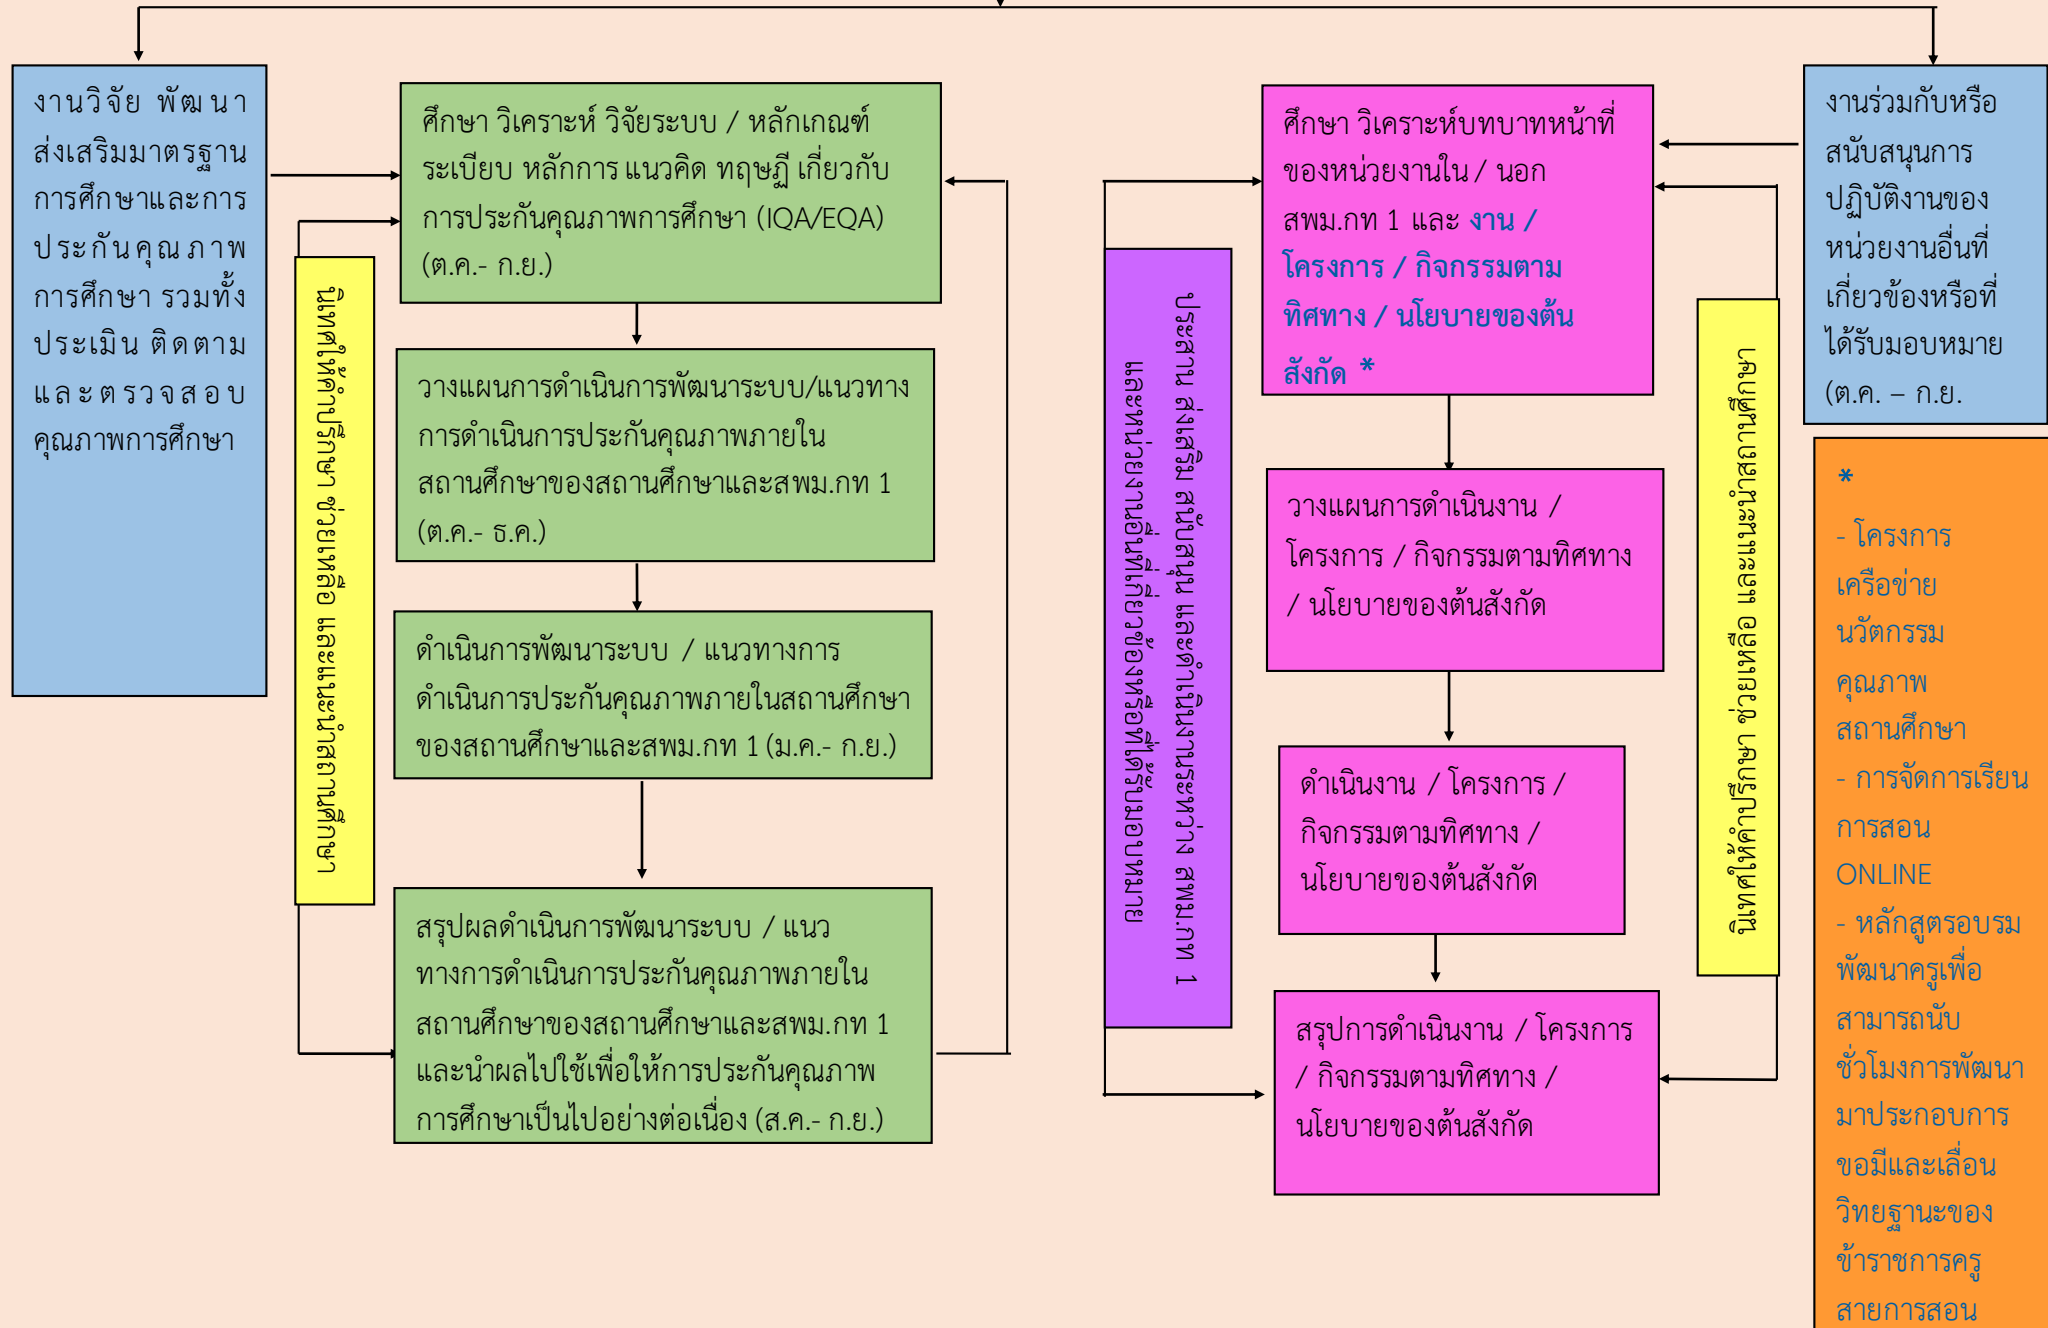 งานวิจัย พัฒนา
ส่งเสริมมาตรฐาน
การศึกษาและการ
ประกันคุณภาพ
การศึกษา รวมทั้ง
ประเมิน ติดตาม
และตรวจสอบ
คุณภาพการศึกษา
นิเทศให้คำปรึกษา ช่วยเหลือ และแนะนำสถานศึกษา
ศึกษา วิเคราะห์ วิจัยระบบ / หลักเกณฑ์
ระเบียบ หลักการ แนวคิด ทฤษฏี เกี่ยวกับ
การประกันคุณภาพการศึกษา (IQA/EQA)
(ต.ค.- ก.ย.)
วางแผนการดำเนินการพัฒนาระบบ/แนวทาง
การดำเนินการประกันคุณภาพภายใน
สถานศึกษาของสถานศึกษาและสพม.กท 1
(ต.ค.- ธ.ค.)
ดำเนินการพัฒนาระบบ / แนวทางการ
ดำเนินการประกันคุณภาพภายในสถานศึกษา
ของสถานศึกษาและสพม.กท 1 (ม.ค.- ก.ย.)
สรุปผลดำเนินการพัฒนาระบบ / แนว
ทางการดำเนินการประกันคุณภาพภายใน
สถานศึกษาของสถานศึกษาและสพม.กท 1
และนำผลไปใช้เพื่อให้การประกันคุณภาพ
การศึกษาเป็นไปอย่างต่อเนื่อง (ส.ค.- ก.ย.)
ประสาน ส่งเสริม สนับสนุน และดำเนินงานระหว่าง สพม.กท 1
และหน่วยงานอื่นที่เกี่ยวข้องหรือที่ได้รับมอบหมาย
ศึกษา วิเคราะห์บทบาทหน้าที่
ของหน่วยงานใน / นอก
สพม.กท 1 และ งาน /
โครงการ / กิจกรรมตาม
ทิศทาง / นโยบายของต้น
สังกัด *
วางแผนการดำเนินงาน /
โครงการ / กิจกรรมตามทิศทาง
/ นโยบายของต้นสังกัด
ดำเนินงาน / โครงการ /
กิจกรรมตามทิศทาง /
นโยบายของต้นสังกัด
สรุปการดำเนินงาน / โครงการ
/ กิจกรรมตามทิศทาง /
นโยบายของต้นสังกัด
นิเทศให้คำปรึกษา ช่วยเหลือ และแนะนำสถานศึกษา
งานร่วมกับหรือ
สนับสนุนการ
ปฏิบัติงานของ
หน่วยงานอื่นที่
เกี่ยวข้องหรือที่
ได้รับมอบหมาย
(ต.ค. – ก.ย.
*
- โครงการ
เครือข่าย
นวัตกรรม
คุณภาพ
สถานศึกษา
- การจัดการเรียน
การสอน
ONLINE
- หลักสูตรอบรม
พัฒนาครูเพื่อ
สามารถนับ
ชั่วโมงการพัฒนา
มาประกอบการ
ขอมีและเลื่อน
วิทยฐานะของ
ข้าราชการครู
สายการสอน